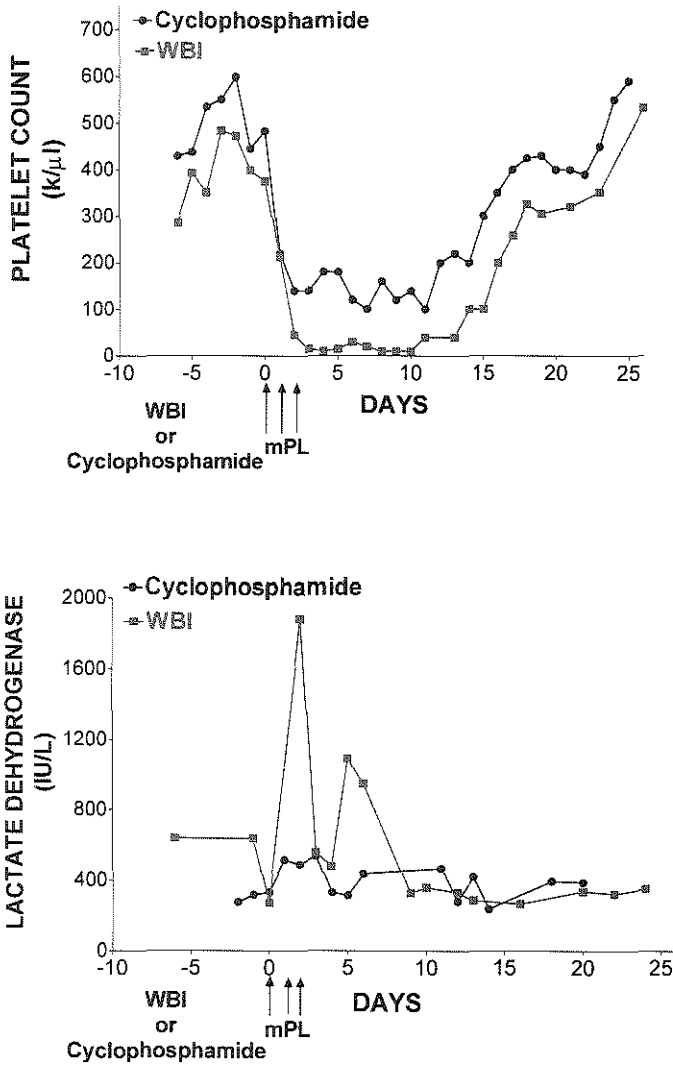 Cyclophosphamide
WBI
PLATELET COUNT
(k/μl)
700
600
500
400
300
200
100
0
-10 -5 0 5 10 15 20 25
DAYS
WBI
or
Cyclophosphamide
mPL
Cyclophosphamide
WBI
LACTATE DEHYDROGENASE
(IU/L)
2000
1600
1200
800
400
0
-10 -5 0 5 10 15 20 25
DAYS
WBI
or
Cyclophosphamide
mPL